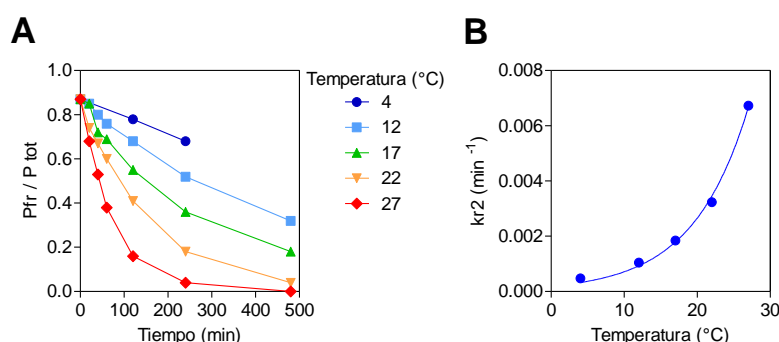 A
Pfr / P tot
1.0
0.8
0.6
0.4
0.2
0.0
0 100 200 300 400 500
Tiempo (min)
Temperatura (°C)
4
12
17
22
27
B
kr2 (min -1)
0.008
0.006
0.004
0.002
0.000
0 10 20 30
Temperatura (°C)